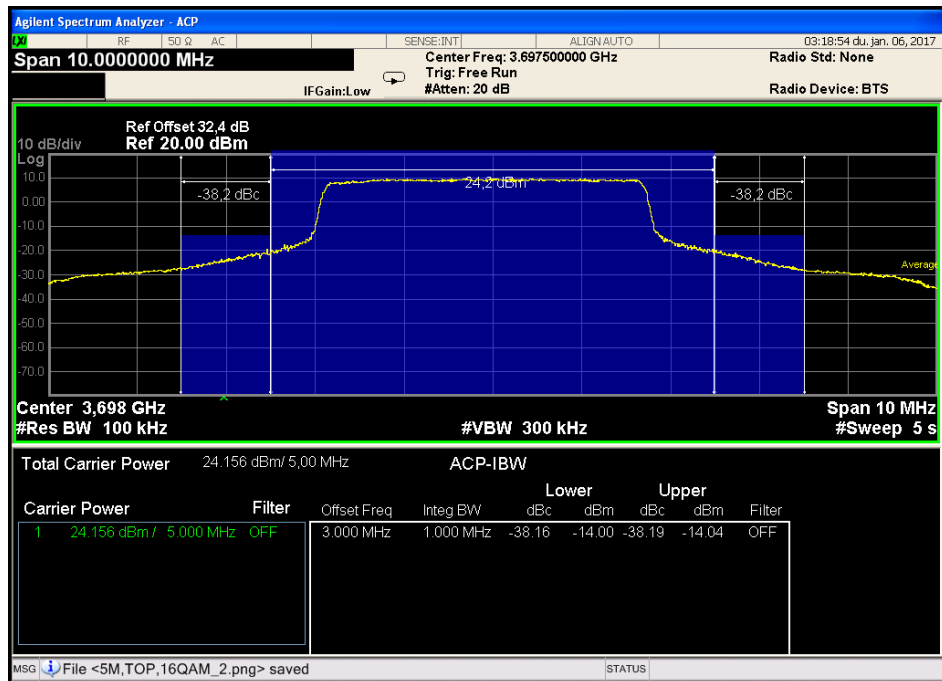 Agilent Spectrum Analyzer - ACP
LXI RF 50 Ω AC SENSE:INT ALIGN AUTO 03:18:54 du. jan. 06, 2017
Span 10.0000000 MHz
Center Freq: 3.697500000 GHz
Radio Std: None
Trig: Free Run
IFGain:Low
#Atten: 20 dB
Radio Device: BTS
Ref Offset 32,4 dB
10 dB/div Ref 20.00 dBm
Log
10.0
24,2 dBm
-38,2 dBc
-38,2 dBc
0.00
-10.0
-20.0
Average
-30.0
-40.0
-50.0
-60.0
-70.0
Center 3,698 GHz Span 10 MHz
#Res BW 100 kHz #VBW 300 kHz #Sweep 5 s
Total Carrier Power 24.156 dBm/ 5,00 MHz ACP-IBW
Lower Upper
Carrier Power Filter Offset Freq Integ BW dBc dBm dBc dBm Filter
1 24.156 dBm / 5.000 MHz OFF 3.000 MHz 1.000 MHz -38.16 -14.00 -38.19 -14.04 OFF
MSG File <5M,TOP,16QAM_2.png> saved STATUS